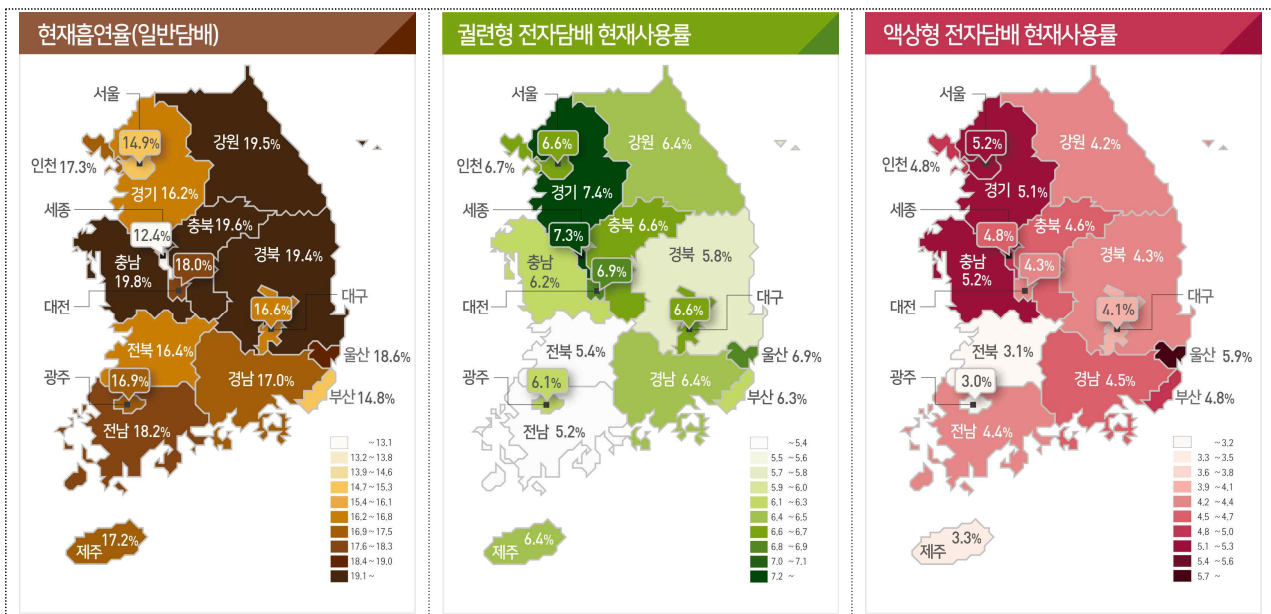 현재흡연율(일반담배)
서울
14.9%
강원 19.5%
인천 17.3%
경기 16.2%
세종
12.4%
충북 19.6%
경북 19.4%
충남
19.8%
18.0%
대전
대구
16.6%
전북 16.4%
울산 18.6%
광주
16.9%
경남 17.0%
부산 14.8%
전남 18.2%
제주 17.2%
~ 13.1
13.2 ~ 13.8
13.9 ~ 14.6
14.7 ~ 15.3
15.4 ~ 16.1
16.2 ~ 16.8
16.9 ~ 17.5
17.6 ~ 18.3
18.4 ~ 19.0
19.1 ~
궐련형 전자담배 현재사용률
서울
6.6%
강원 6.4%
인천 6.7%
경기 7.4%
세종
7.3%
충북 6.6%
경북 5.8%
충남
6.2%
6.9%
대전
대구
6.6%
전북 5.4%
울산 6.9%
광주
6.1%
경남 6.4%
부산 6.3%
전남 5.2%
제주 6.4%
~ 5.4
5.5 ~ 5.6
5.7 ~ 5.8
5.9 ~ 6.0
6.1 ~ 6.3
6.4 ~ 6.5
6.6 ~ 6.7
6.8 ~ 6.9
7.0 ~ 7.1
7.2 ~
액상형 전자담배 현재사용률
서울
5.2%
강원 4.2%
인천 4.8%
경기 5.1%
세종
4.8%
충북 4.6%
경북 4.3%
충남
5.2%
4.3%
대전
대구
4.1%
전북 3.1%
울산 5.9%
광주
3.0%
경남 4.5%
부산 4.8%
전남 4.4%
제주 3.3%
~ 3.2
3.3 ~ 3.5
3.6 ~ 3.8
3.9 ~ 4.1
4.2 ~ 4.4
4.5 ~ 4.7
4.8 ~ 5.0
5.1 ~ 5.3
5.4 ~ 5.6
5.7 ~